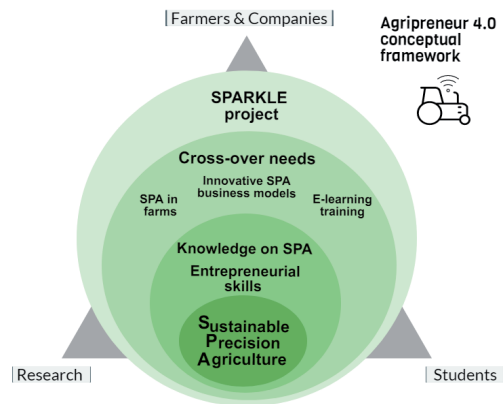 Farmers & Companies
Agripreneur 4.0
conceptual
framework
SPARKLE
project
Cross-over needs
Innovative SPA
business models
SPA in
farms
E-learning
training
Knowledge on SPA
Entrepreneurial
skills
Sustainable
Precision
Agriculture
Research
Students